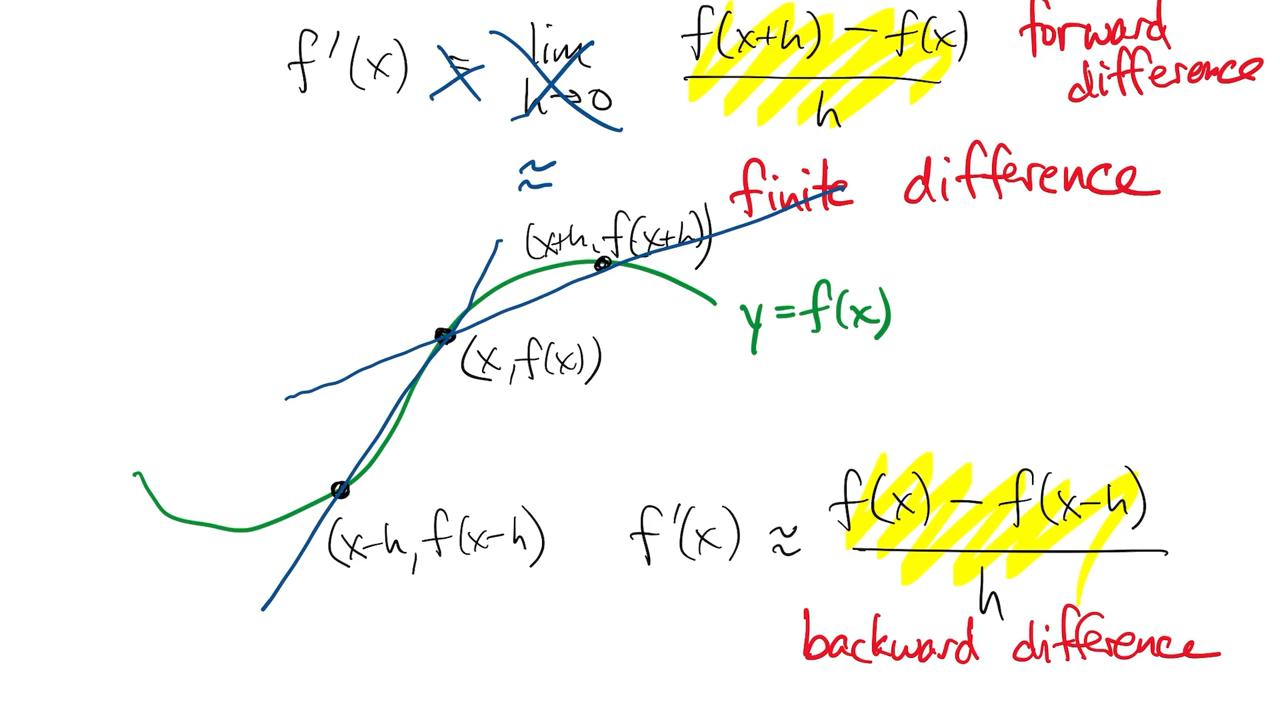 f'(x) = lim h→0 f(x+h) − f(x) / h forward difference
≈ finite difference
(x+h, f(x+h))
y = f(x)
(x, f(x))
(x−h, f(x−h)) f'(x) ≈ f(x) − f(x−h) / h
backward difference